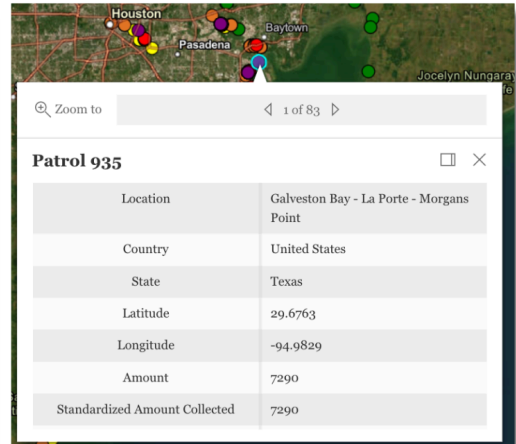 Houston
Baytown
Pasadena
Jocelyn Nungaray
Zoom to
1 of 83
Patrol 935
Location Galveston Bay - La Porte - Morgans
Point
Country United States
State Texas
Latitude 29.6763
Longitude -94.9829
Amount 7290
Standardized Amount Collected 7290